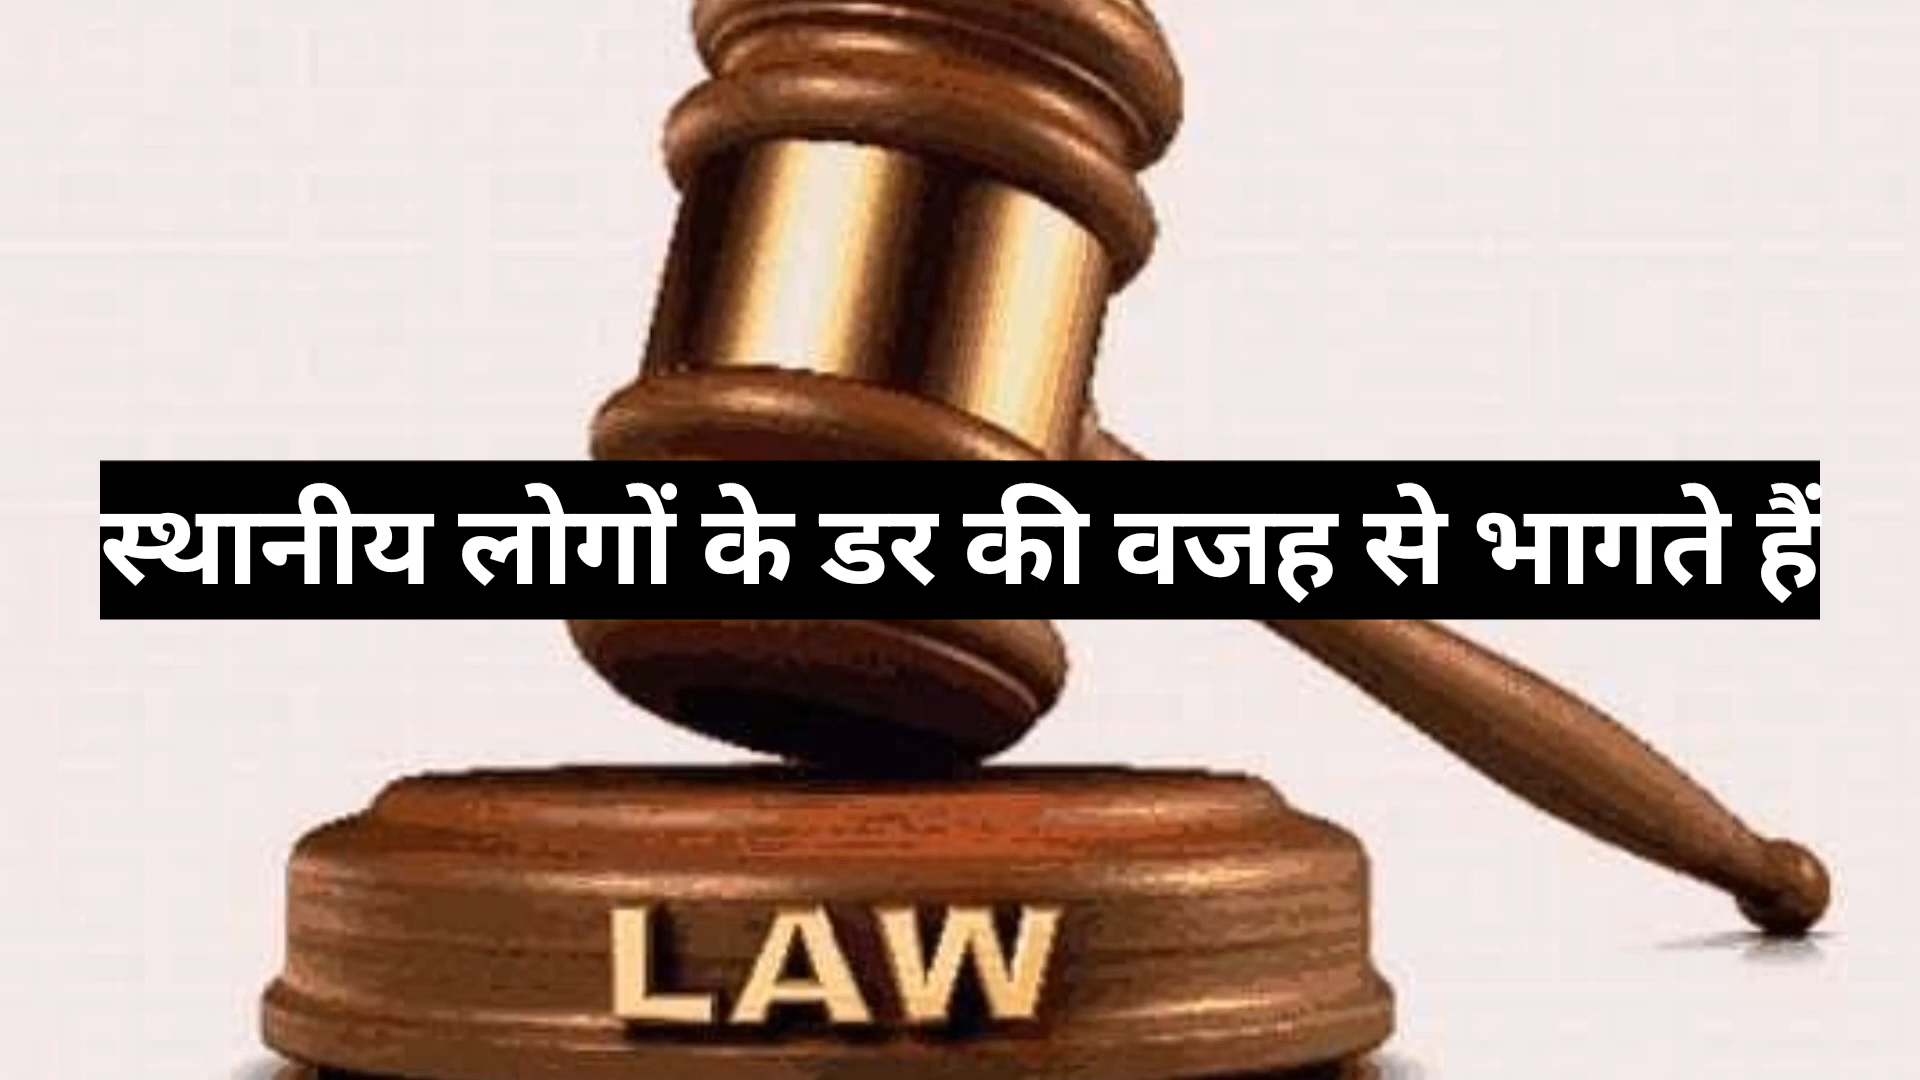 स्थानीय लोगों के डर की वजह से भागते हैं
LAW